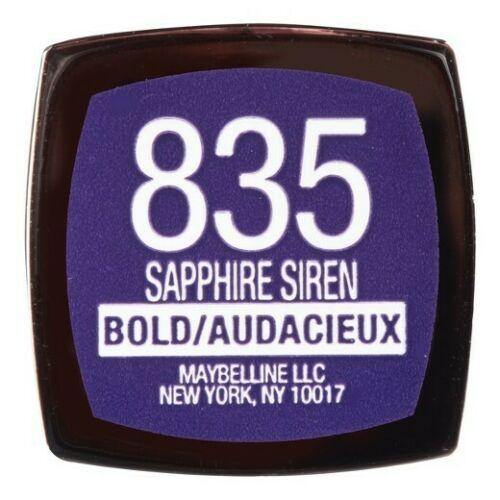 835
SAPPHIRE SIREN
BOLD/AUDACIEUX
MAYBELLINE LLC
NEW YORK, NY 10017